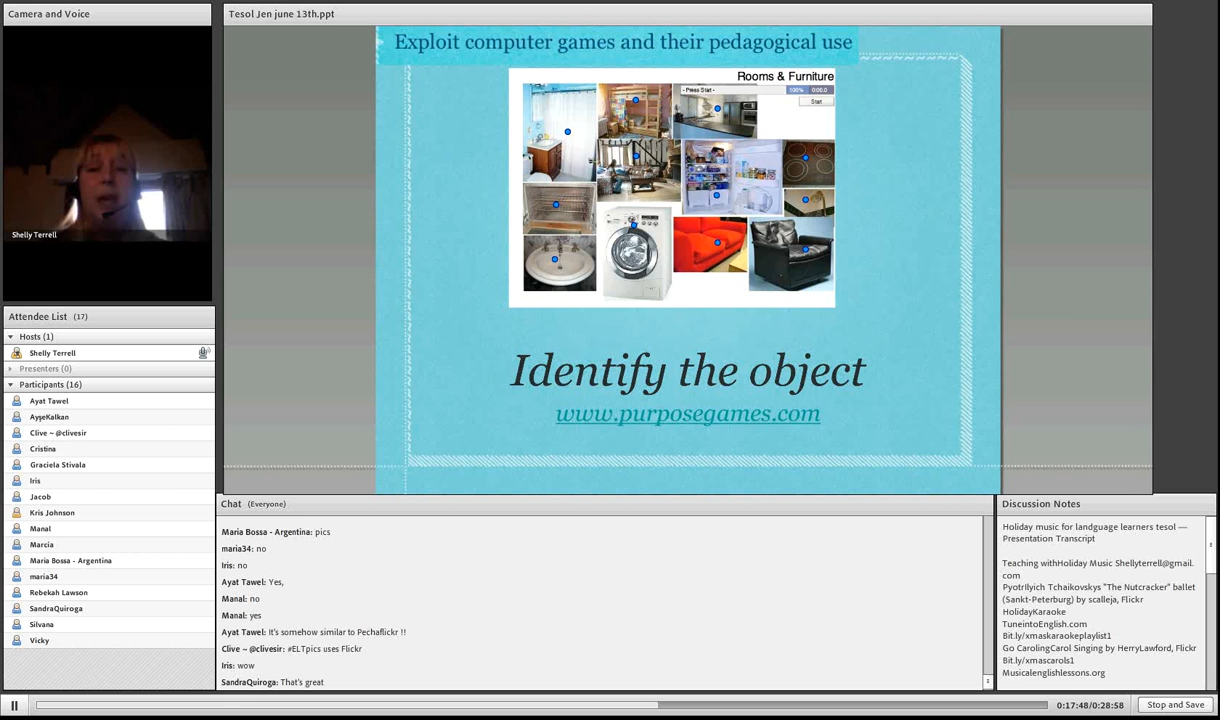 Camera and Voice
Shelly Terrell
Attendee List (17)
Hosts (1)
Shelly Terrell
Presenters (0)
Participants (16)
Ayat Tawel
AyşeKalkan
Clive ~ @clivesir
Cristina
Graciela Stivala
Iris
Jacob
Kris Johnson
Manal
Marcia
Maria Bossa - Argentina
maria34
Rebekah Lawson
SandraQuiroga
Silvana
Vicky
Tesol Jen june 13th.ppt
Exploit computer games and their pedagogical use
Rooms & Furniture
- Press Start - 100% 0:00.0
Start
Identify the object
www.purposegames.com
Chat (Everyone)
Maria Bossa - Argentina: pics
maria34: no
Iris: no
Ayat Tawel: Yes,
Manal: no
Manal: yes
Ayat Tawel: It's somehow similar to Pechaflickr !!
Clive ~ @clivesir: #ELTpics uses Flickr
Iris: wow
SandraQuiroga: That's great
Discussion Notes
Holiday music for landguage learners tesol —
Presentation Transcript
Teaching withHoliday Music Shellyterrell@gmail.
com
PyotrIlyich Tchaikovskys "The Nutcracker" ballet
(Sankt-Peterburg) by scalleja, Flickr
HolidayKaraoke
TuneintoEnglish.com
Bit.ly/xmaskaraokeplaylist1
Go CarolingCarol Singing by HerryLawford, Flickr
Bit.ly/xmascarols1
Musicalenglishlessons.org
0:17:48/0:28:58
Stop and Save